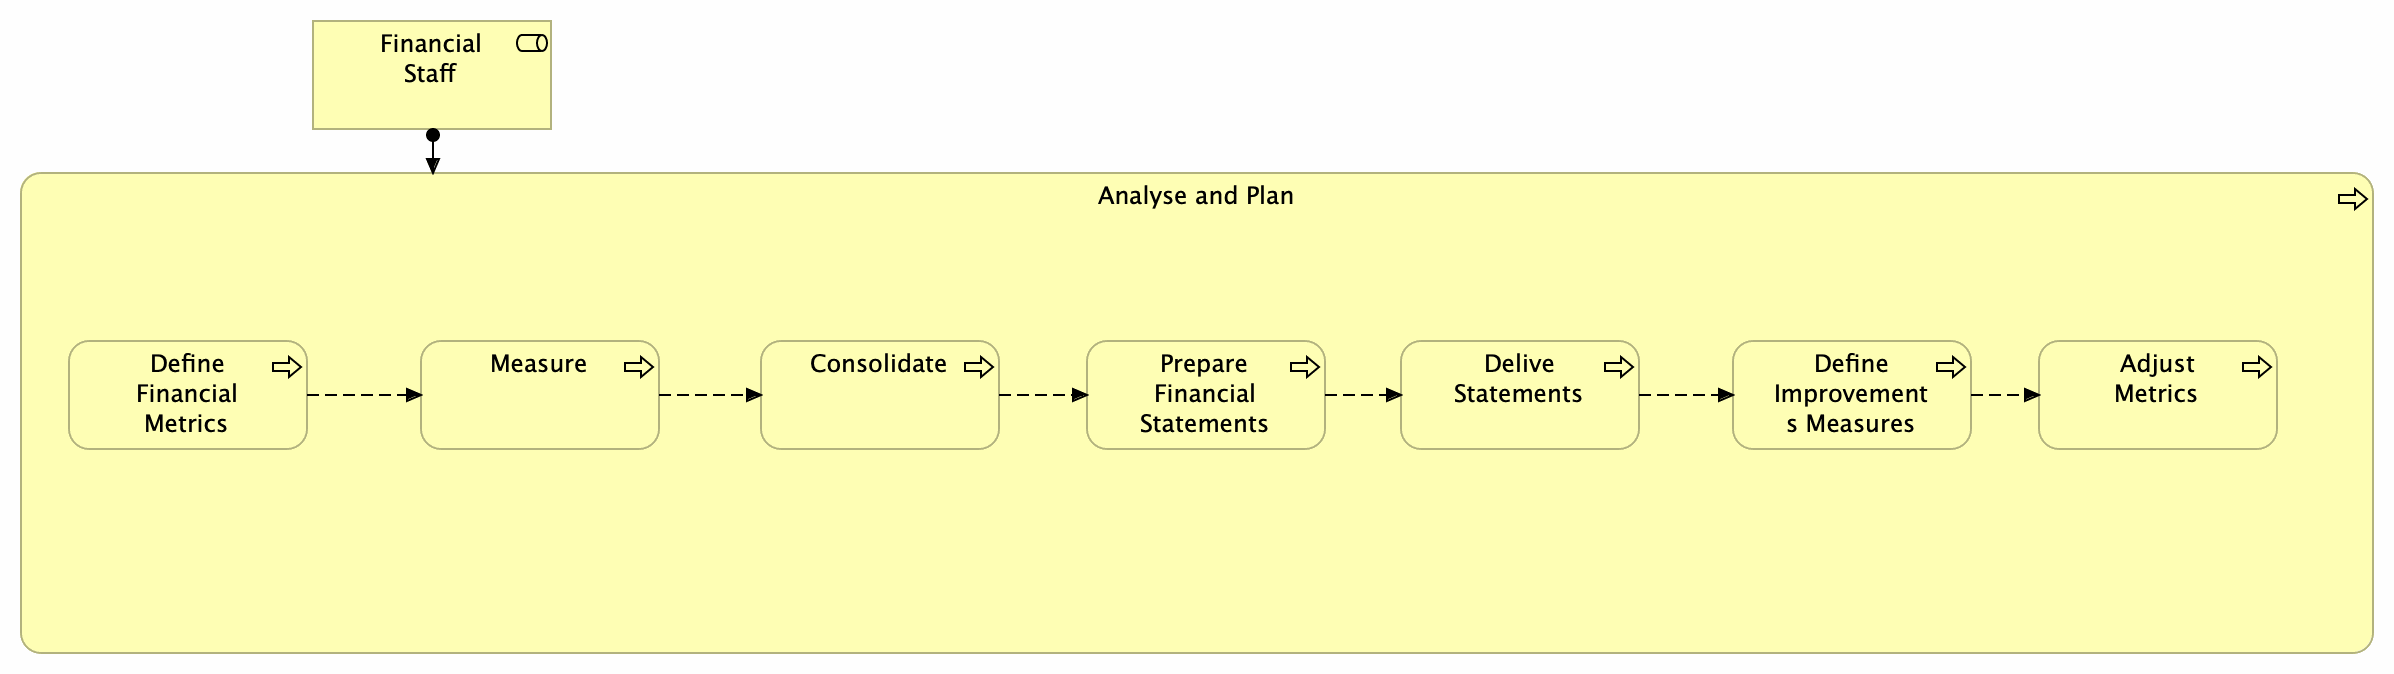 Financial
Staff
Analyse and Plan
Define
Financial
Metrics
Measure
Consolidate
Prepare
Financial
Statements
Delive
Statements
Define
Improvement
s Measures
Adjust
Metrics